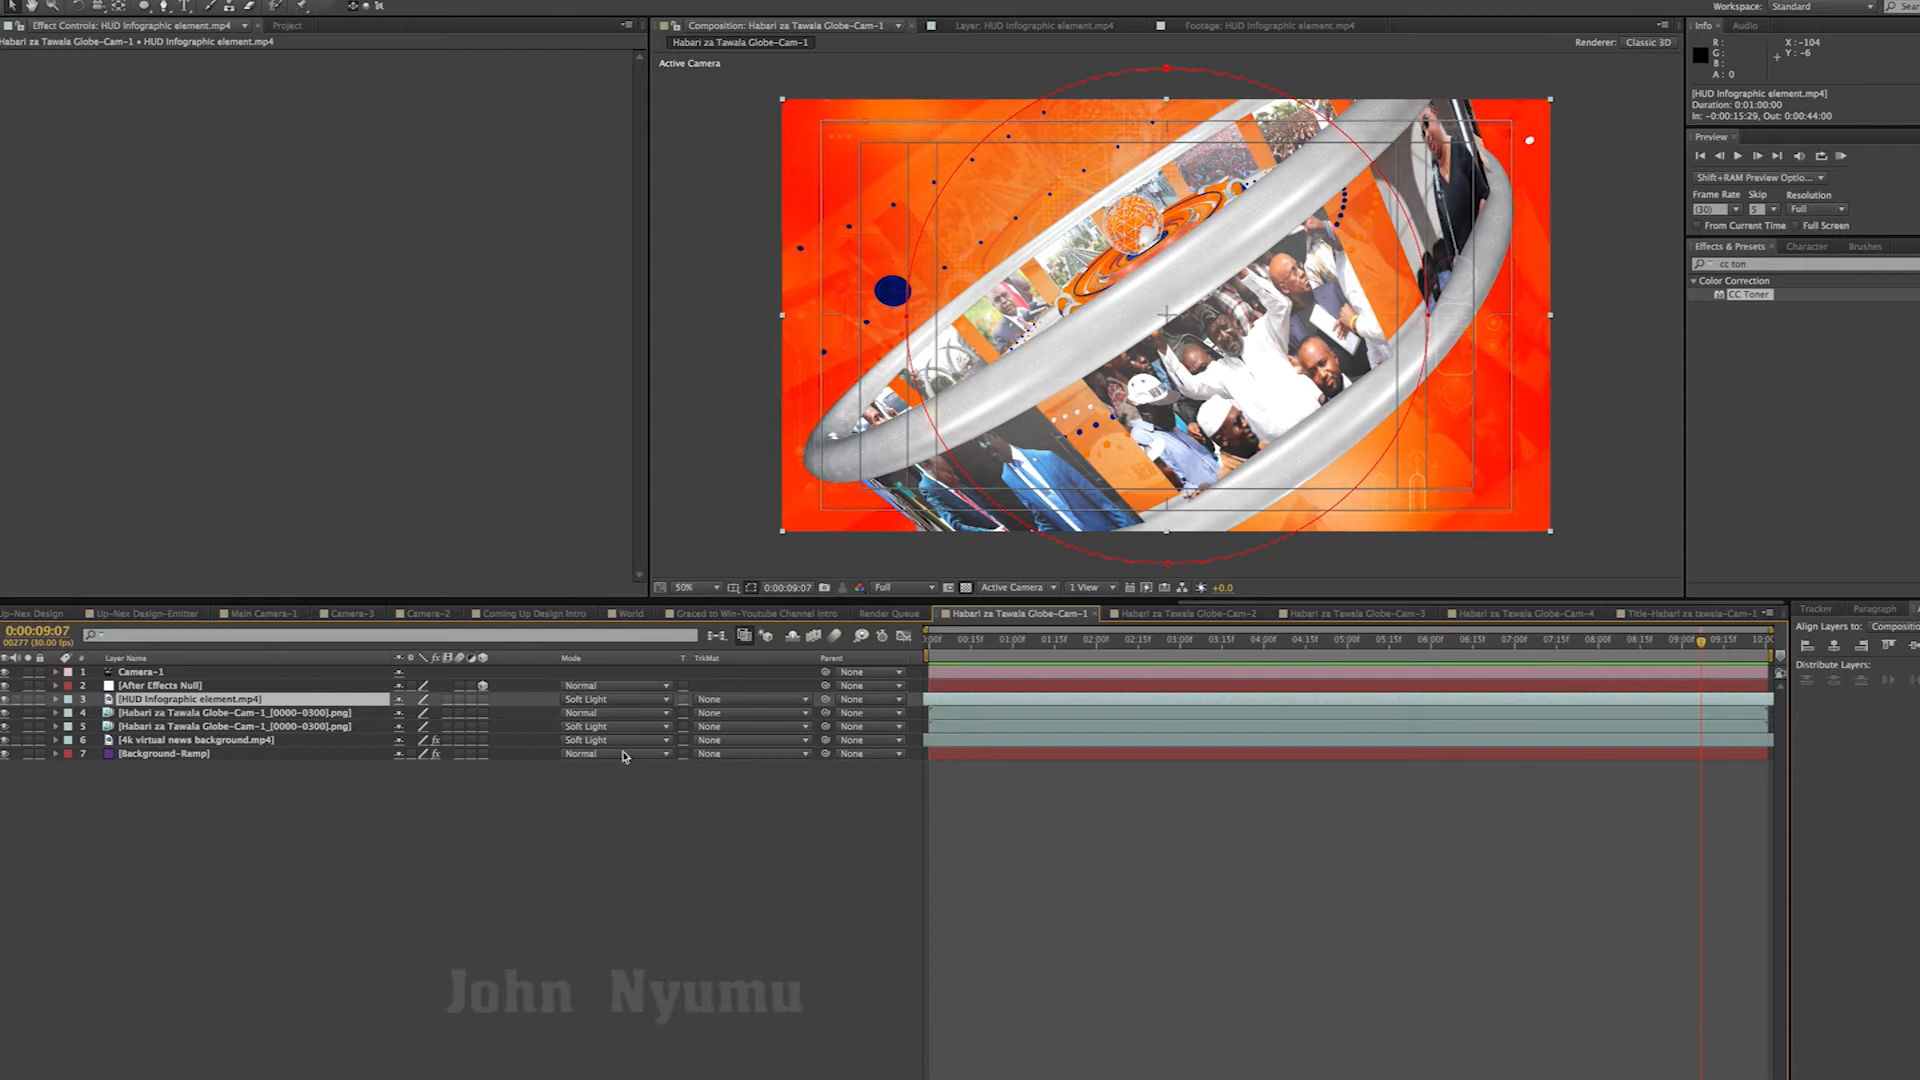 Workspace: Standard
Effect Controls: HUD Infographic element.mp4 Project
Habari za Tawala Globe-Cam-1 • HUD Infographic element.mp4
Composition: Habari za Tawala Globe-Cam-1 Layer: HUD Infographic element.mp4 Footage: HUD Infographic element.mp4
Habari za Tawala Globe-Cam-1 Renderer: Classic 3D
Active Camera
Info Audio
R: X: -104
G: Y: -6
B:
A: 0
[HUD Infographic element.mp4]
Duration: 0:01:00:00
In: -0:00:15:29, Out: 0:00:44:00
Preview
Shift+RAM Preview Optio...
Frame Rate Skip Resolution
(30) 5 Full
From Current Time Full Screen
Effects & Presets Character Brushes
cc ton
Color Correction
CC Toner
50% 0:00:09:07 Full Active Camera 1 View +0.0
Up-Nex Design Up-Nex Design-Emitter Main Camera-1 Camera-3 Camera-2 Coming Up Design Intro World Graced to Win-Youtube Channel Intro Render Queue Habari za Tawala Globe-Cam-1 Habari za Tawala Globe-Cam-2 Habari za Tawala Globe-Cam-3 Habari za Tawala Globe-Cam-4 Title-Habari za tawala-Cam-1
Tracker Paragraph
0:00:09:07
00277 (30.00 fps)
:00f 00:15f 01:00f 01:15f 02:00f 02:15f 03:00f 03:15f 04:00f 04:15f 05:00f 05:15f 06:00f 06:15f 07:00f 07:15f 08:00f 08:15f 09:00f 09:15f 10:00
Align Layers to: Compositio
Distribute Layers:
# Layer Name fx Mode T TrkMat Parent
1 Camera-1 None
2 [After Effects Null] Normal None
3 [HUD Infographic element.mp4] Soft Light None None
4 [Habari za Tawala Globe-Cam-1_[0000-0300].png] Normal None None
5 [Habari za Tawala Globe-Cam-1_[0000-0300].png] Soft Light None None
6 [4k virtual news background.mp4] fx Soft Light None None
7 [Background-Ramp] fx Normal None None
John Nyumu